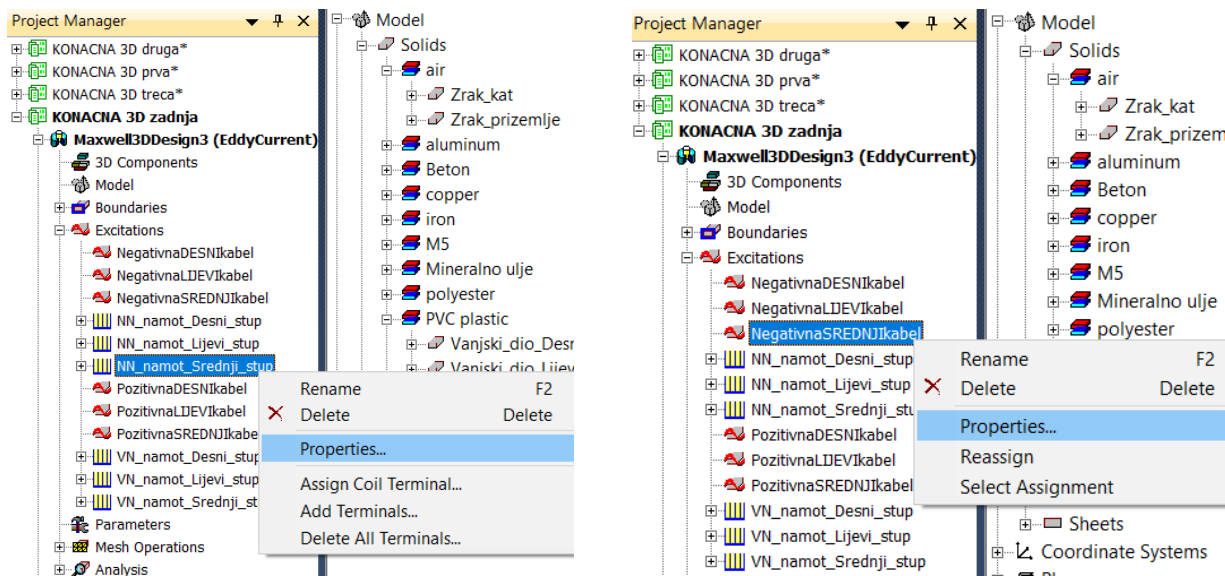 Project Manager
KONACNA 3D druga*
KONACNA 3D prva*
KONACNA 3D treca*
KONACNA 3D zadnja
Maxwell3DDesign3 (EddyCurrent)
3D Components
Model
Boundaries
Excitations
NegativnaDESNIkabel
NegativnaLIJEVIkabel
NegativnaSREDNJIkabel
NN_namot_Desni_stup
NN_namot_Lijevi_stup
NN_namot_Srednji_stup
PozitivnaDESNIkabel
PozitivnaLIJEVIkabel
PozitivnaSREDNJIkabe
VN_namot_Desni_stup
VN_namot_Lijevi_stup
VN_namot_Srednji_st
Parameters
Mesh Operations
Analysis
Rename F2
Delete Delete
Properties...
Assign Coil Terminal...
Add Terminals...
Delete All Terminals...
Model
Solids
air
Zrak_kat
Zrak_prizemlje
aluminum
Beton
copper
iron
M5
Mineralno ulje
polyester
PVC plastic
Vanjski_dio_Desr
Vanjski_dio_Lijev
Project Manager
KONACNA 3D druga*
KONACNA 3D prva*
KONACNA 3D treca*
KONACNA 3D zadnja
Maxwell3DDesign3 (EddyCurrent)
3D Components
Model
Boundaries
Excitations
NegativnaDESNIkabel
NegativnaLIJEVIkabel
NegativnaSREDNJIkabel
NN_namot_Desni_stup
NN_namot_Lijevi_stup
NN_namot_Srednji_stu
PozitivnaDESNIkabel
PozitivnaLIJEVIkabel
PozitivnaSREDNJIkabel
VN_namot_Desni_stup
VN_namot_Lijevi_stup
VN_namot_Srednji_stup
Rename F2
Delete Delete
Properties...
Reassign
Select Assignment
Model
Solids
air
Zrak_kat
Zrak_prizem
aluminum
Beton
copper
iron
M5
Mineralno ulje
polyester
Sheets
Coordinate Systems